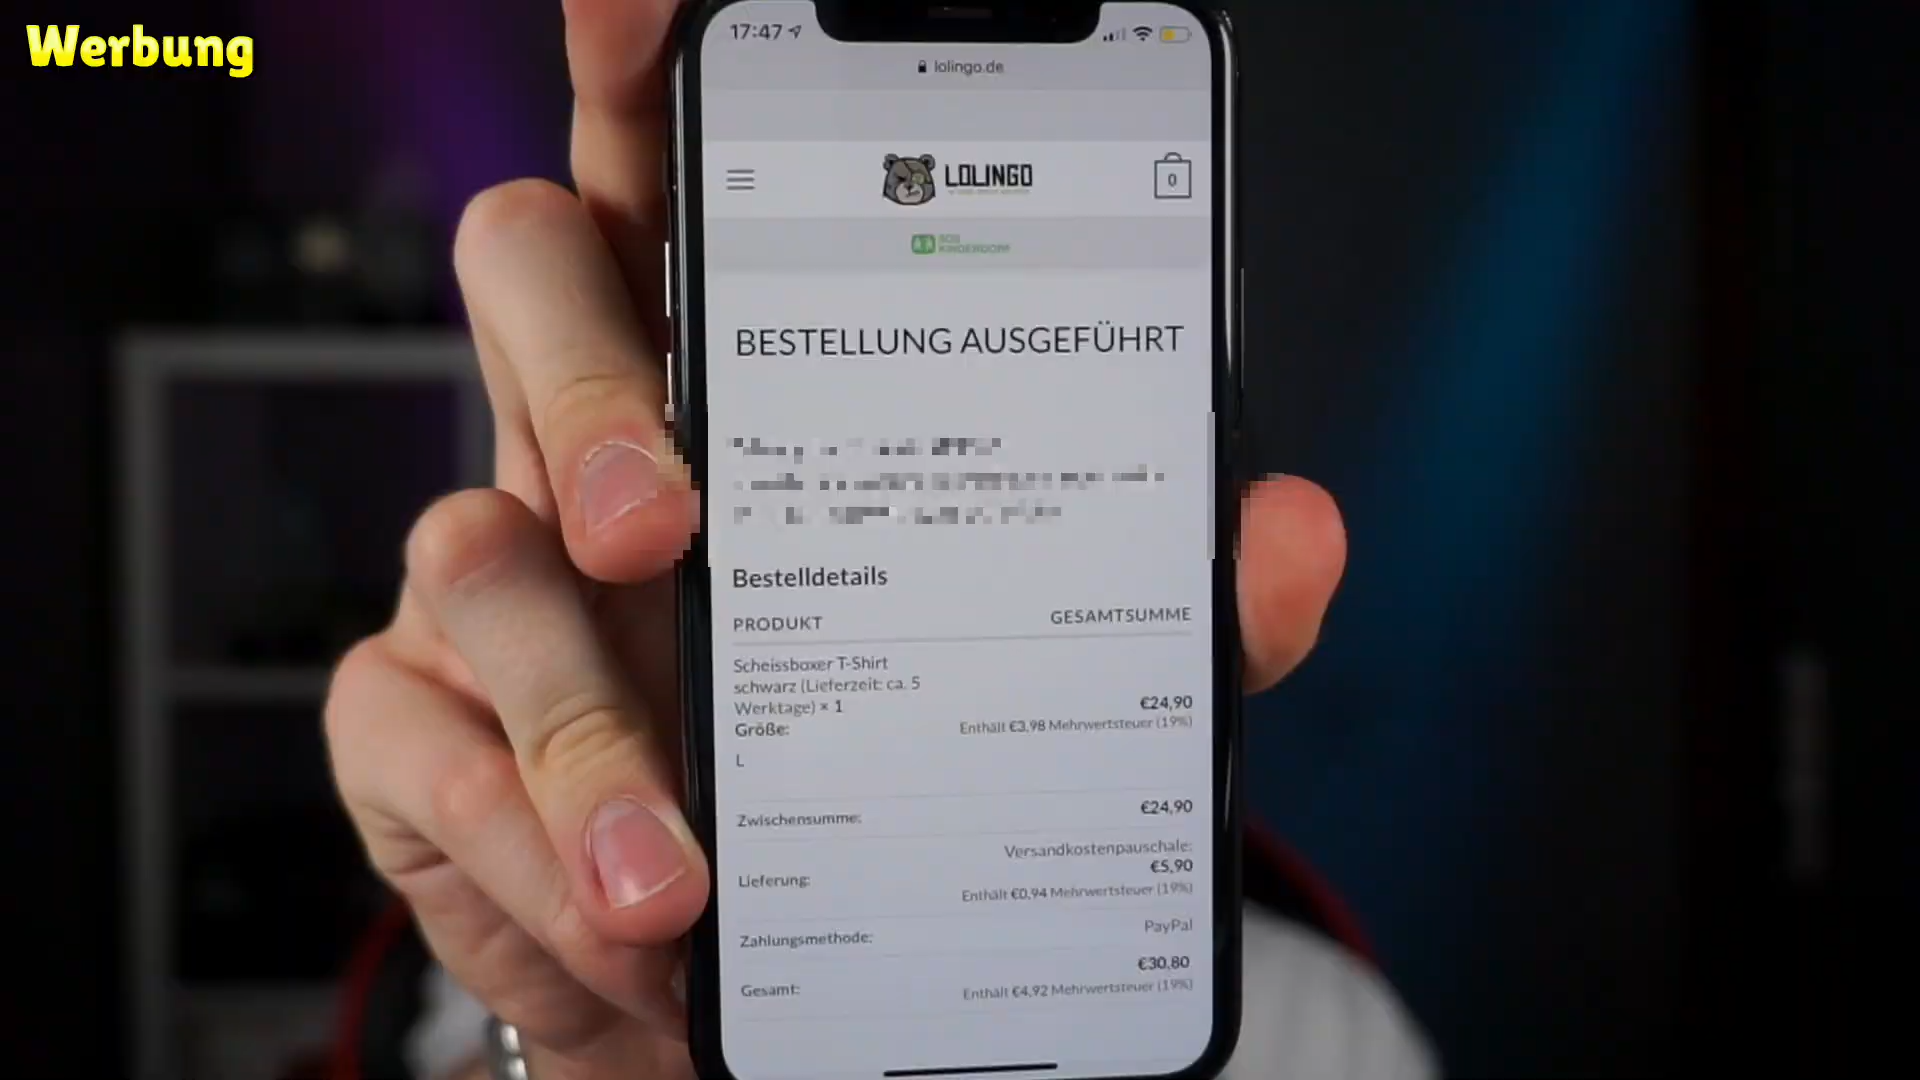 Werbung
17:47
lolingo.de
LOLINGO
0
SOS
KINDERDORF
BESTELLUNG AUSGEFÜHRT
Bestelldetails
PRODUKT GESAMTSUMME
Scheissboxer T-Shirt
schwarz (Lieferzeit: ca. 5
Werktage) × 1 €24,90
Größe: Enthält €3,98 Mehrwertsteuer (19%)
L
Zwischensumme: €24,90
Versandkostenpauschale:
Lieferung: €5,90
Enthält €0,94 Mehrwertsteuer (19%)
Zahlungsmethode: PayPal
€30,80
Gesamt: Enthält €4,92 Mehrwertsteuer (19%)